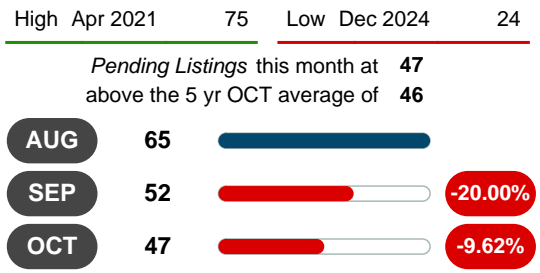 High Apr 2021 75 Low Dec 2024 24
Pending Listings this month at 47
above the 5 yr OCT average of 46
AUG 65
SEP 52 -20.00%
OCT 47 -9.62%